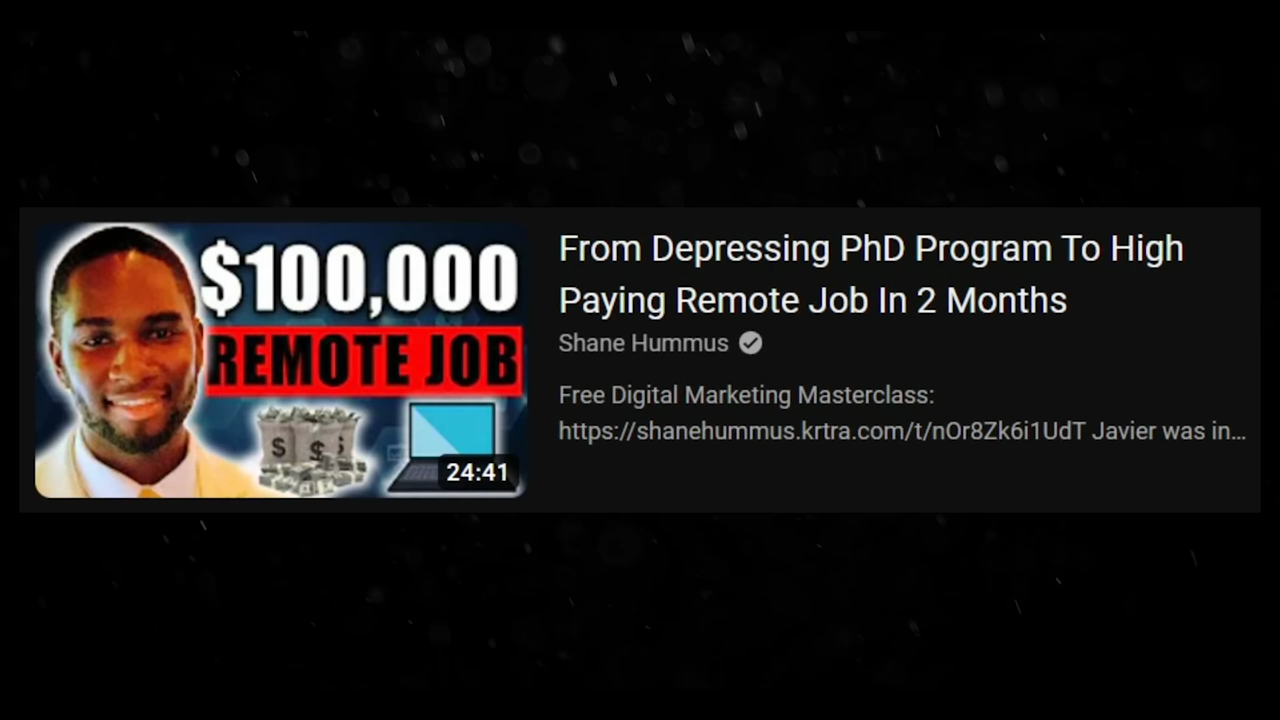 $100,000
REMOTE JOB
$ $
24:41
From Depressing PhD Program To High
Paying Remote Job In 2 Months
Shane Hummus
Free Digital Marketing Masterclass:
https://shanehummus.krtra.com/t/nOr8Zk6i1UdT Javier was in...